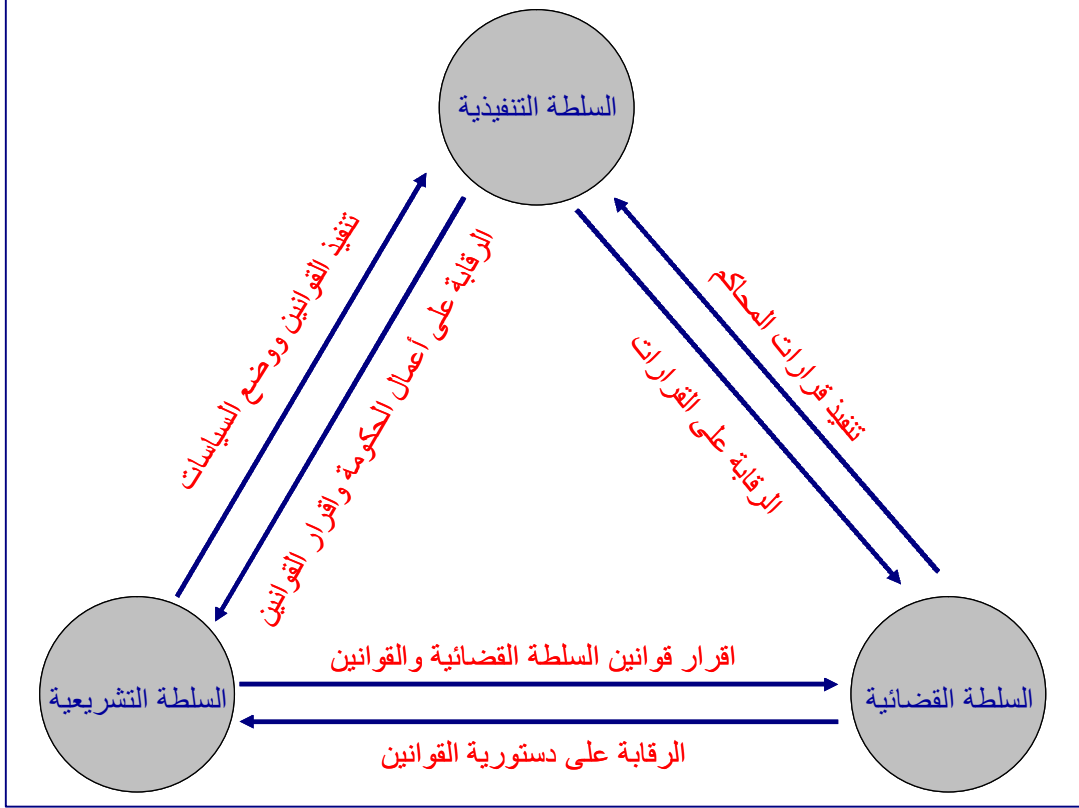 السلطة التنفيذية
تنفيذ القوانين ووضع السياسات
الرقابة على أعمال الحكومة واقرار القوانين
تنفيذ قرارات المحاكم
الرقابة على القرارات
اقرار قوانين السلطة القضائية والقوانين
السلطة القضائية
السلطة التشريعية
الرقابة على دستورية القوانين